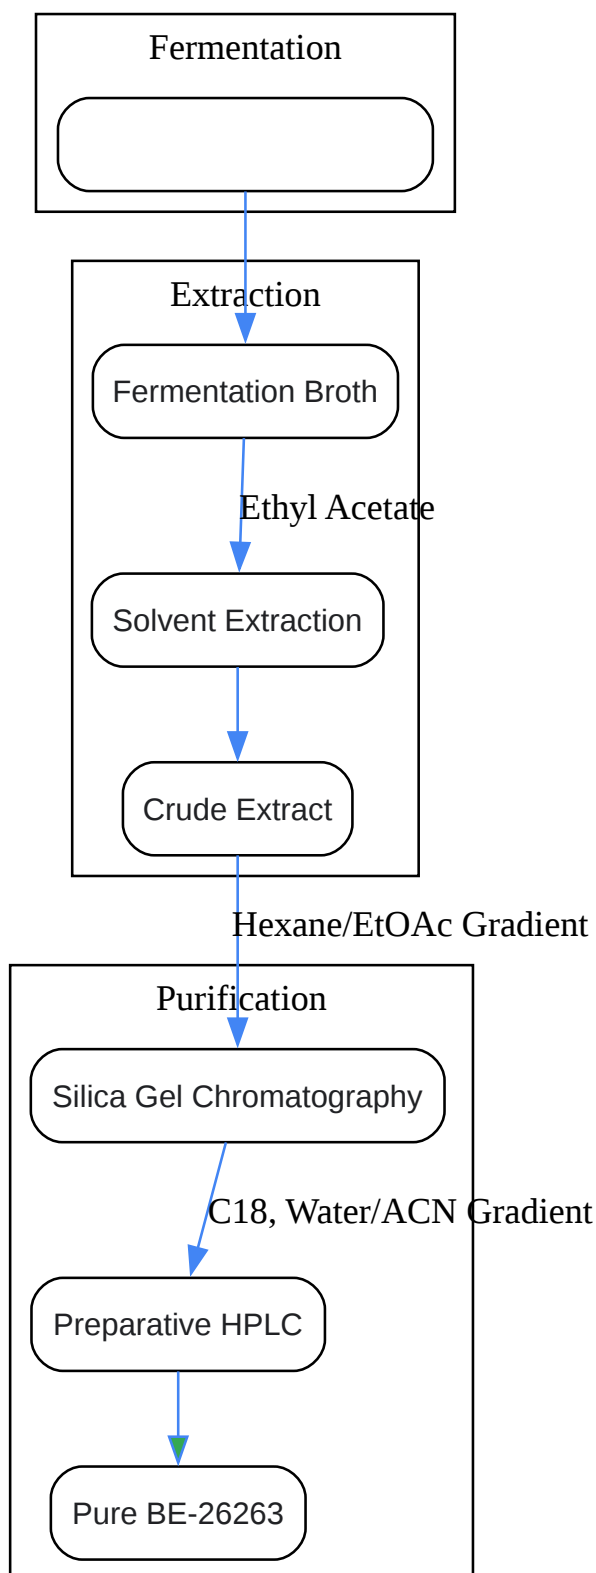 Fermentation
Extraction
Fermentation Broth
Ethyl Acetate
Solvent Extraction
Crude Extract
Hexane/EtOAc Gradient
Purification
Silica Gel Chromatography
C18, Water/ACN Gradient
Preparative HPLC
Pure BE-26263